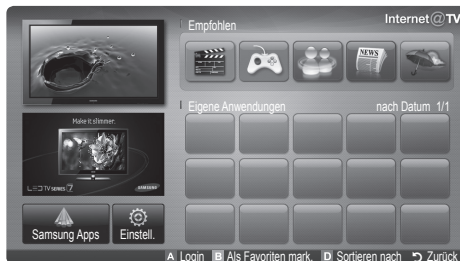 Internet@TV
Empfohlen
NEWS
Eigene Anwendungen nach Datum 1/1
Make it slimmer.
LED TV SERIES 7 SAMSUNG
Samsung Apps Einstell.
A Login B Als Favoriten mark. D Sortieren nach Zurück